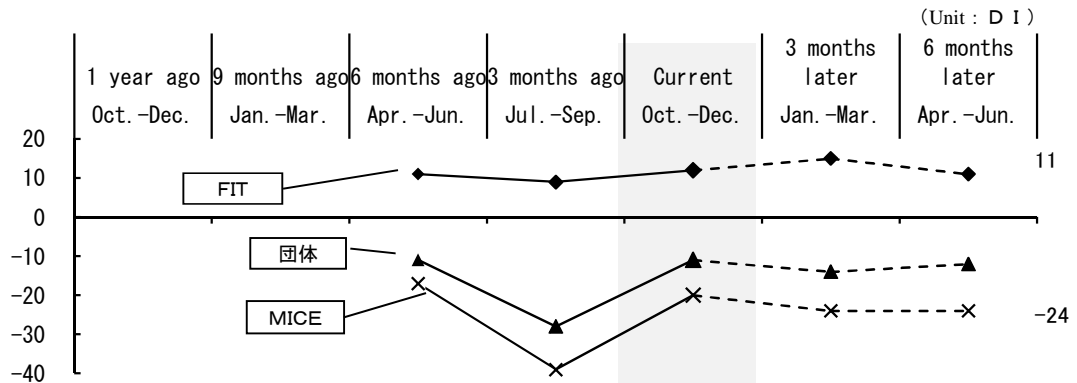 (Unit : ＤＩ)
1 year ago
Oct.-Dec.
9 months ago
Jan.-Mar.
6 months ago
Apr.-Jun.
3 months ago
Jul.-Sep.
Current
Oct.-Dec.
3 months
later
Jan.-Mar.
6 months
later
Apr.-Jun.
20
10
0
-10
-20
-30
-40
FIT
団体
MICE
11
-24